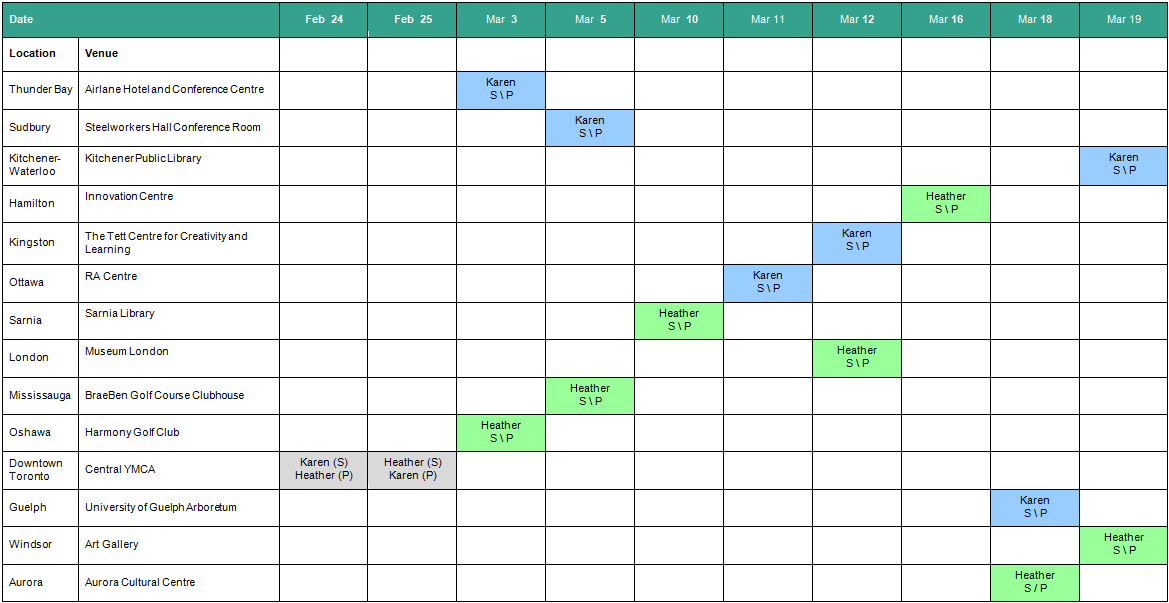 Date Feb 24 Feb 25 Mar 3 Mar 5 Mar 10 Mar 11 Mar 12 Mar 16 Mar 18 Mar 19
Location Venue
Thunder Bay Airlane Hotel and Conference Centre Karen
S \ P
Sudbury Steelworkers Hall Conference Room Karen
S \ P
Kitchener- Kitchener Public Library Karen
Waterloo S \ P
Hamilton Innovation Centre Heather
S \ P
Kingston The Tett Centre for Creativity and Karen
Learning S \ P
Ottawa RA Centre Karen
S \ P
Sarnia Sarnia Library Heather
S \ P
London Museum London Heather
S \ P
Mississauga BraeBen Golf Course Clubhouse Heather
S \ P
Oshawa Harmony Golf Club Heather
S \ P
Downtown Central YMCA Karen (S) Heather (S)
Toronto Heather (P) Karen (P)
Guelph University of Guelph Arboretum Karen
S \ P
Windsor Art Gallery Heather
S \ P
Aurora Aurora Cultural Centre Heather
S / P